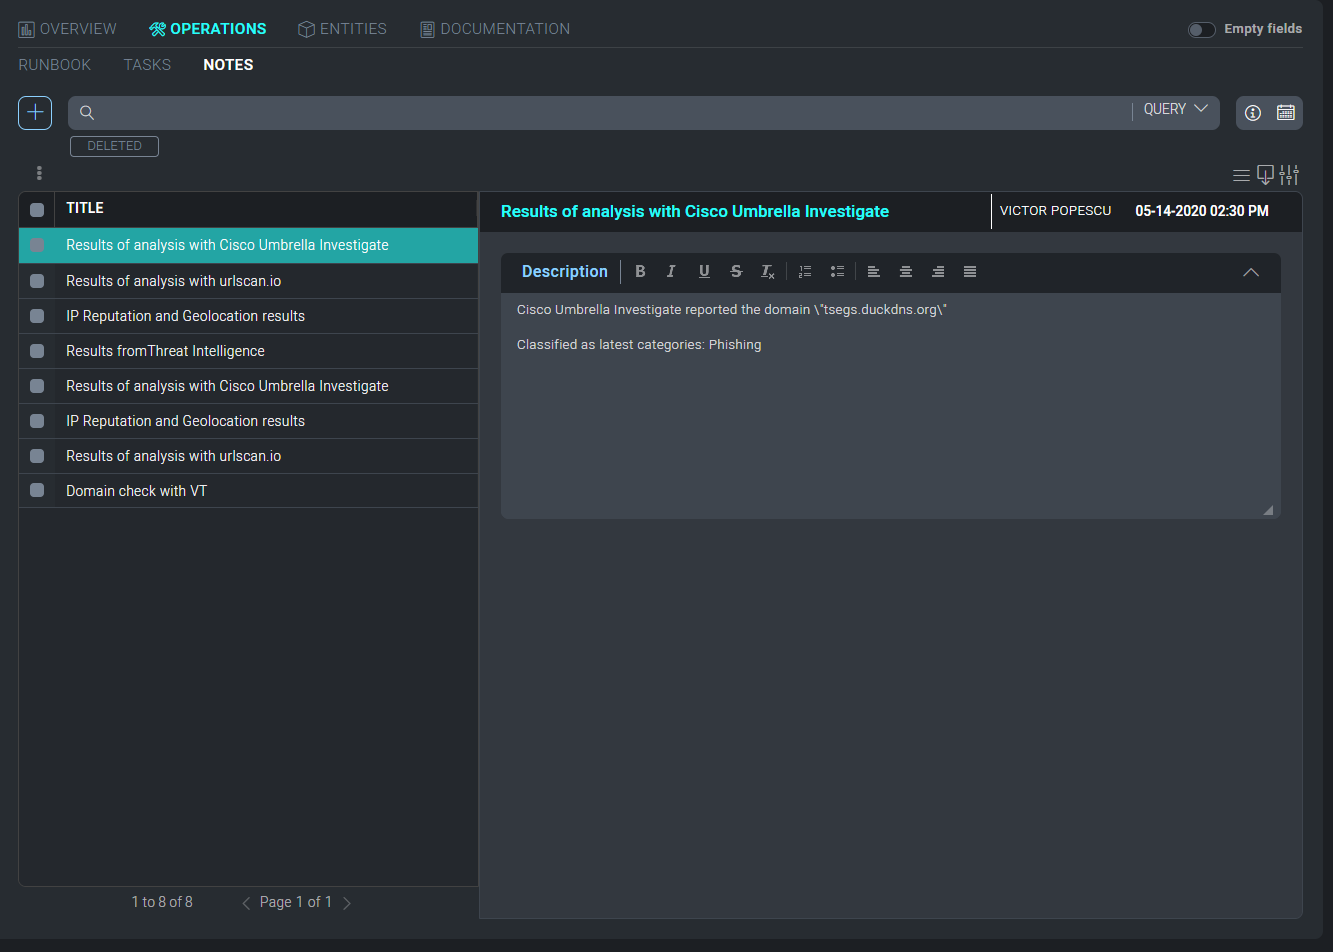 OVERVIEW OPERATIONS ENTITIES DOCUMENTATION Empty fields
RUNBOOK TASKS NOTES
QUERY
DELETED
TITLE
Results of analysis with Cisco Umbrella Investigate
Results of analysis with urlscan.io
IP Reputation and Geolocation results
Results fromThreat Intelligence
Results of analysis with Cisco Umbrella Investigate
IP Reputation and Geolocation results
Results of analysis with urlscan.io
Domain check with VT
1 to 8 of 8 Page 1 of 1
Results of analysis with Cisco Umbrella Investigate VICTOR POPESCU 05-14-2020 02:30 PM
Description B I U S Tx
Cisco Umbrella Investigate reported the domain \"tsegs.duckdns.org\"
Classified as latest categories: Phishing